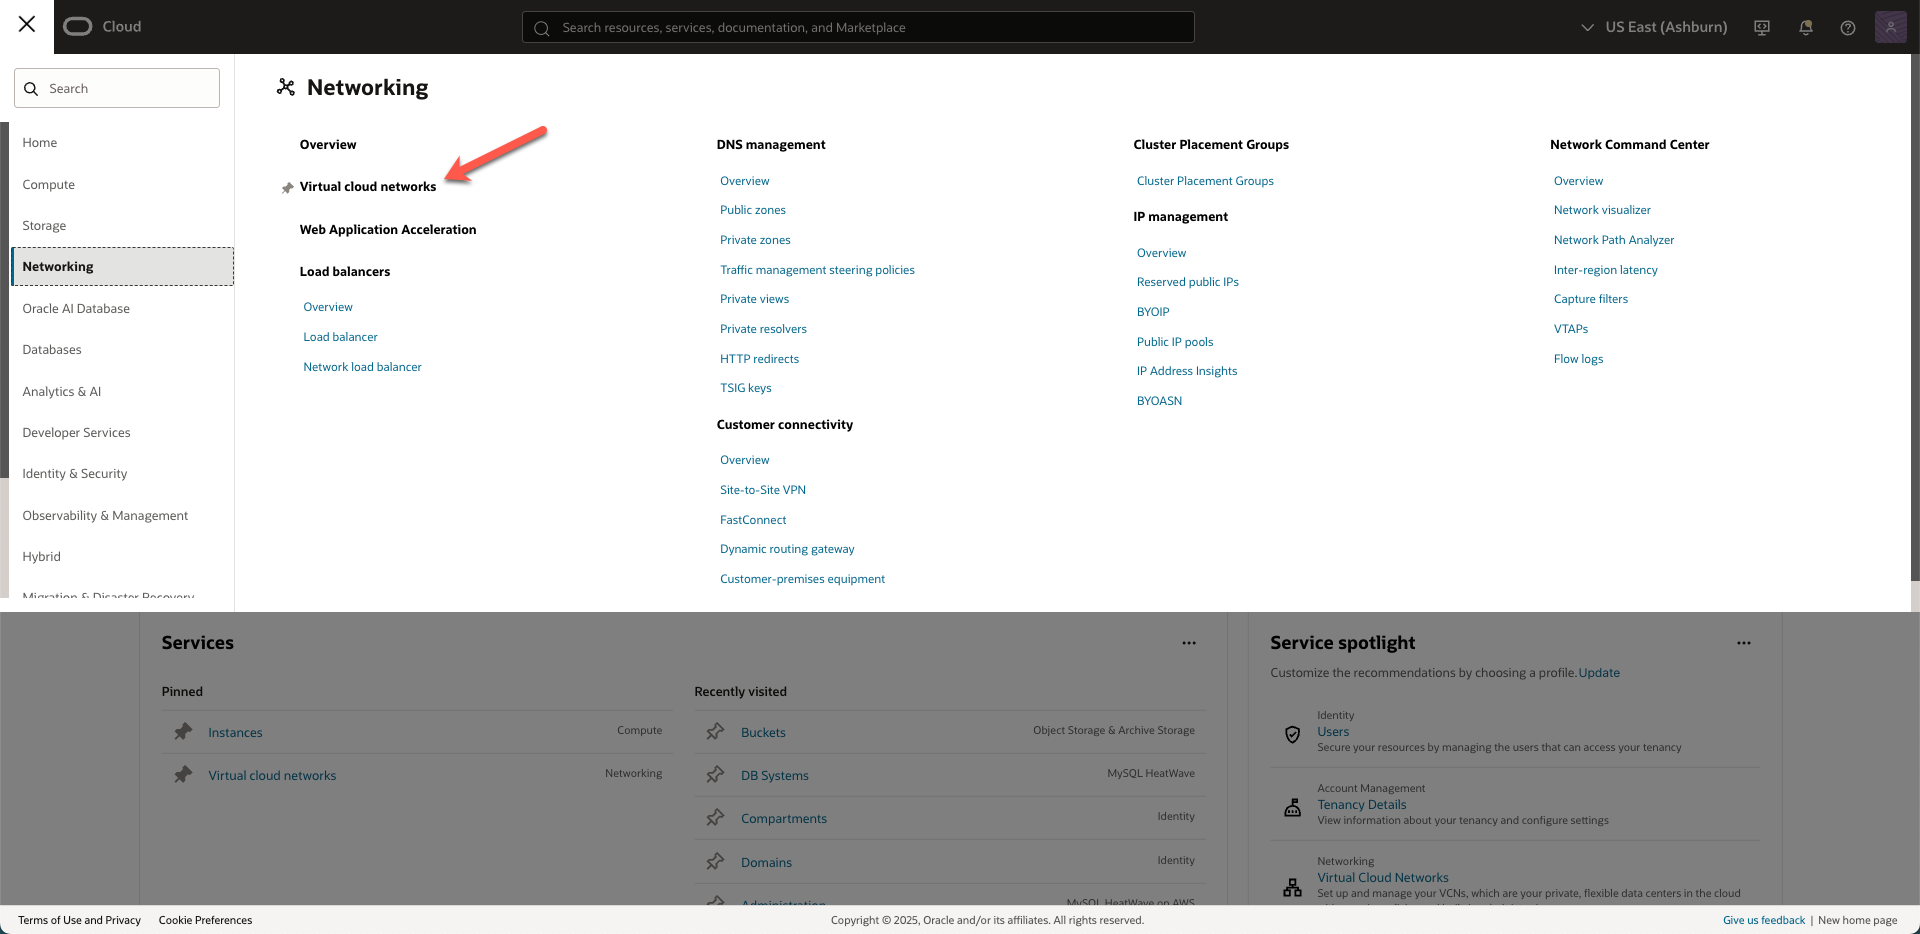 Cloud
Search resources, services, documentation, and Marketplace
US East (Ashburn)
Search
Home
Compute
Storage
Networking
Oracle AI Database
Databases
Analytics & AI
Developer Services
Identity & Security
Observability & Management
Hybrid
Migration & Disaster Recovery
Networking
Overview
Virtual cloud networks
Web Application Acceleration
Load balancers
Overview
Load balancer
Network load balancer
DNS management
Overview
Public zones
Private zones
Traffic management steering policies
Private views
Private resolvers
HTTP redirects
TSIG keys
Customer connectivity
Overview
Site-to-Site VPN
FastConnect
Dynamic routing gateway
Customer-premises equipment
Cluster Placement Groups
Cluster Placement Groups
IP management
Overview
Reserved public IPs
BYOIP
Public IP pools
IP Address Insights
BYOASN
Network Command Center
Overview
Network visualizer
Network Path Analyzer
Inter-region latency
Capture filters
VTAPs
Flow logs
Services
Pinned
Instances Compute
Virtual cloud networks Networking
Recently visited
Buckets Object Storage & Archive Storage
DB Systems MySQL HeatWave
Compartments Identity
Domains Identity
Administration MySQL HeatWave on AWS
Service spotlight
Customize the recommendations by choosing a profile. Update
Identity
Users
Secure your resources by managing the users that can access your tenancy
Account Management
Tenancy Details
View information about your tenancy and configure settings
Networking
Virtual Cloud Networks
Set up and manage your VCNs, which are your private, flexible data centers in the cloud
Terms of Use and Privacy Cookie Preferences
Copyright © 2025, Oracle and/or its affiliates. All rights reserved.
Give us feedback | New home page